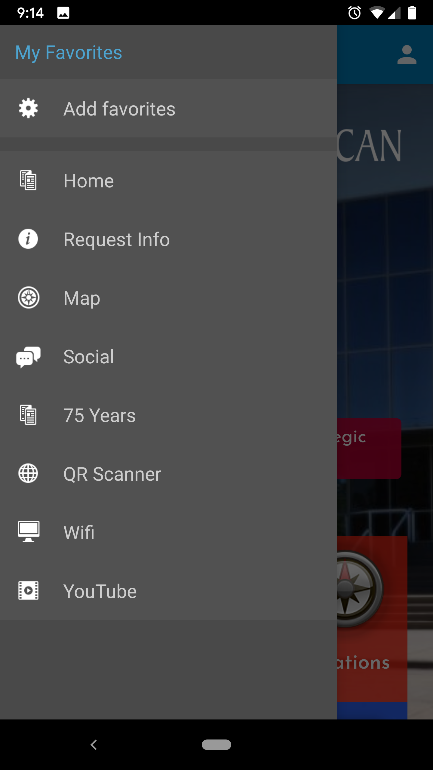 9:14
My Favorites
Add favorites
CAN
Home
Request Info
Map
Social
75 Years
egic
QR Scanner
Wifi
YouTube
ations